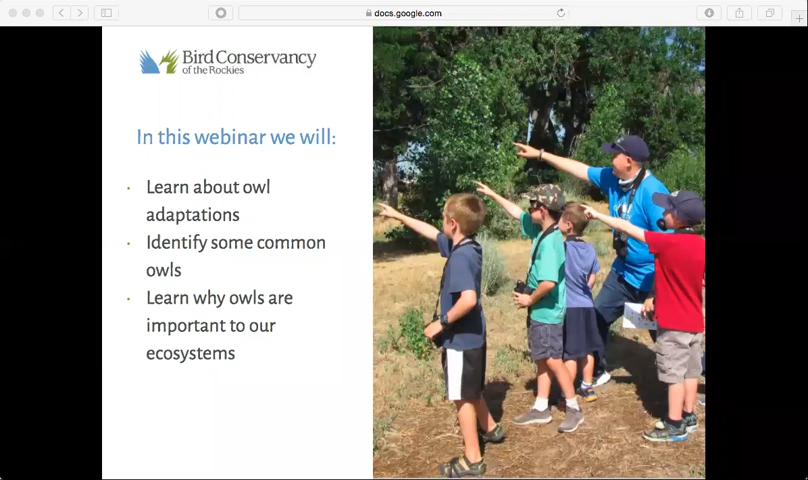 docs.google.com
Bird Conservancy
of the Rockies
In this webinar we will:
· Learn about owl
adaptations
· Identify some common
owls
· Learn why owls are
important to our
ecosystems